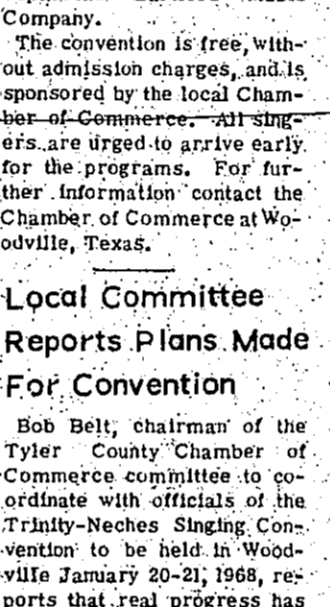 Company.
The convention is free, with-
out admission charges, and is
sponsored by the local Cham-
ber of Commerce. All sing-
ers are urged to arrive early
for the programs. For fur-
ther information contact the
Chamber of Commerce at Wo-
odville, Texas.
Local Committee
Reports Plans Made
For Convention
Bob Belt, chairman of the
Tyler County Chamber of
Commerce committee to co-
ordinate with officials of the
Trinity-Neches Singing Con-
vention to be held in Wood-
ville January 20-21, 1968, re-
ports that real progress has